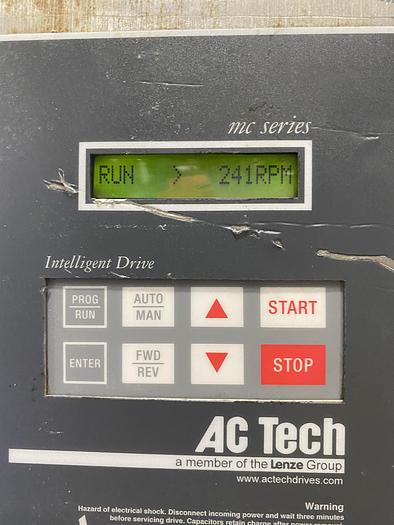 mc series
RUN > 241RPM
Intelligent Drive
PROG
RUN
AUTO
MAN
START
ENTER
FWD
REV
STOP
AC Tech
a member of the Lenze Group
www.actechdrives.com
Warning
Hazard of electrical shock. Disconnect incoming power and wait three minutes
before servicing drive. Capacitors retain charge after power removal.